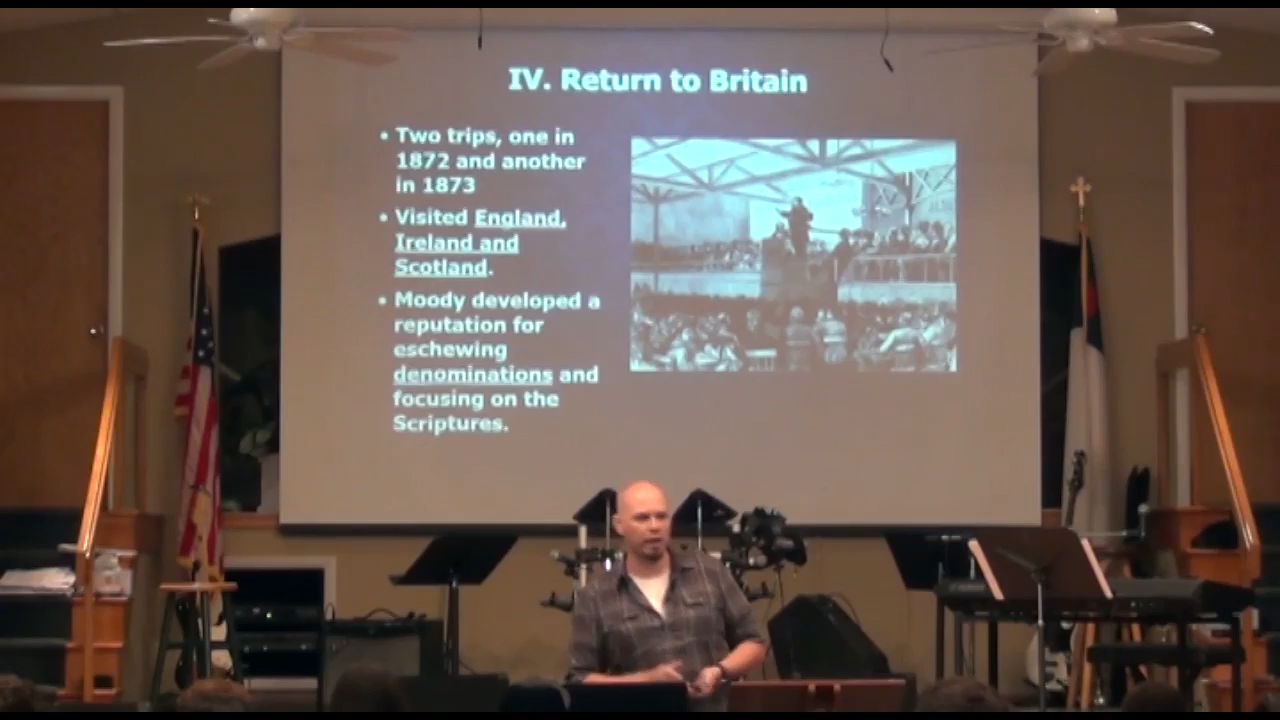 IV. Return to Britain
• Two trips, one in
1872 and another
in 1873
• Visited England,
Ireland and
Scotland.
• Moody developed a
reputation for
eschewing
denominations and
focusing on the
Scriptures.